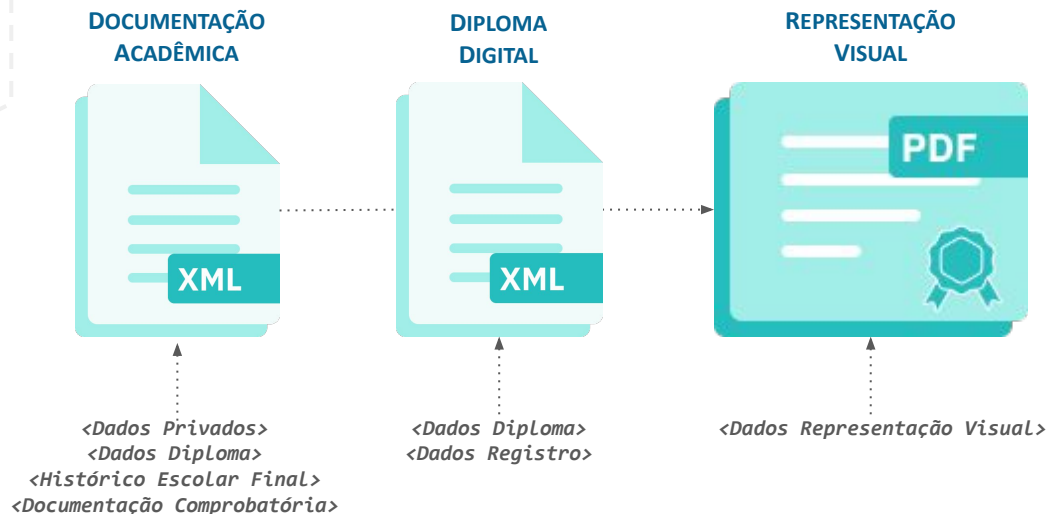 DOCUMENTAÇÃO
ACADÊMICA
DIPLOMA
DIGITAL
REPRESENTAÇÃO
VISUAL
XML
XML
PDF
<Dados Privados>
<Dados Diploma>
<Histórico Escolar Final>
<Documentação Comprobatória>
<Dados Diploma>
<Dados Registro>
<Dados Representação Visual>